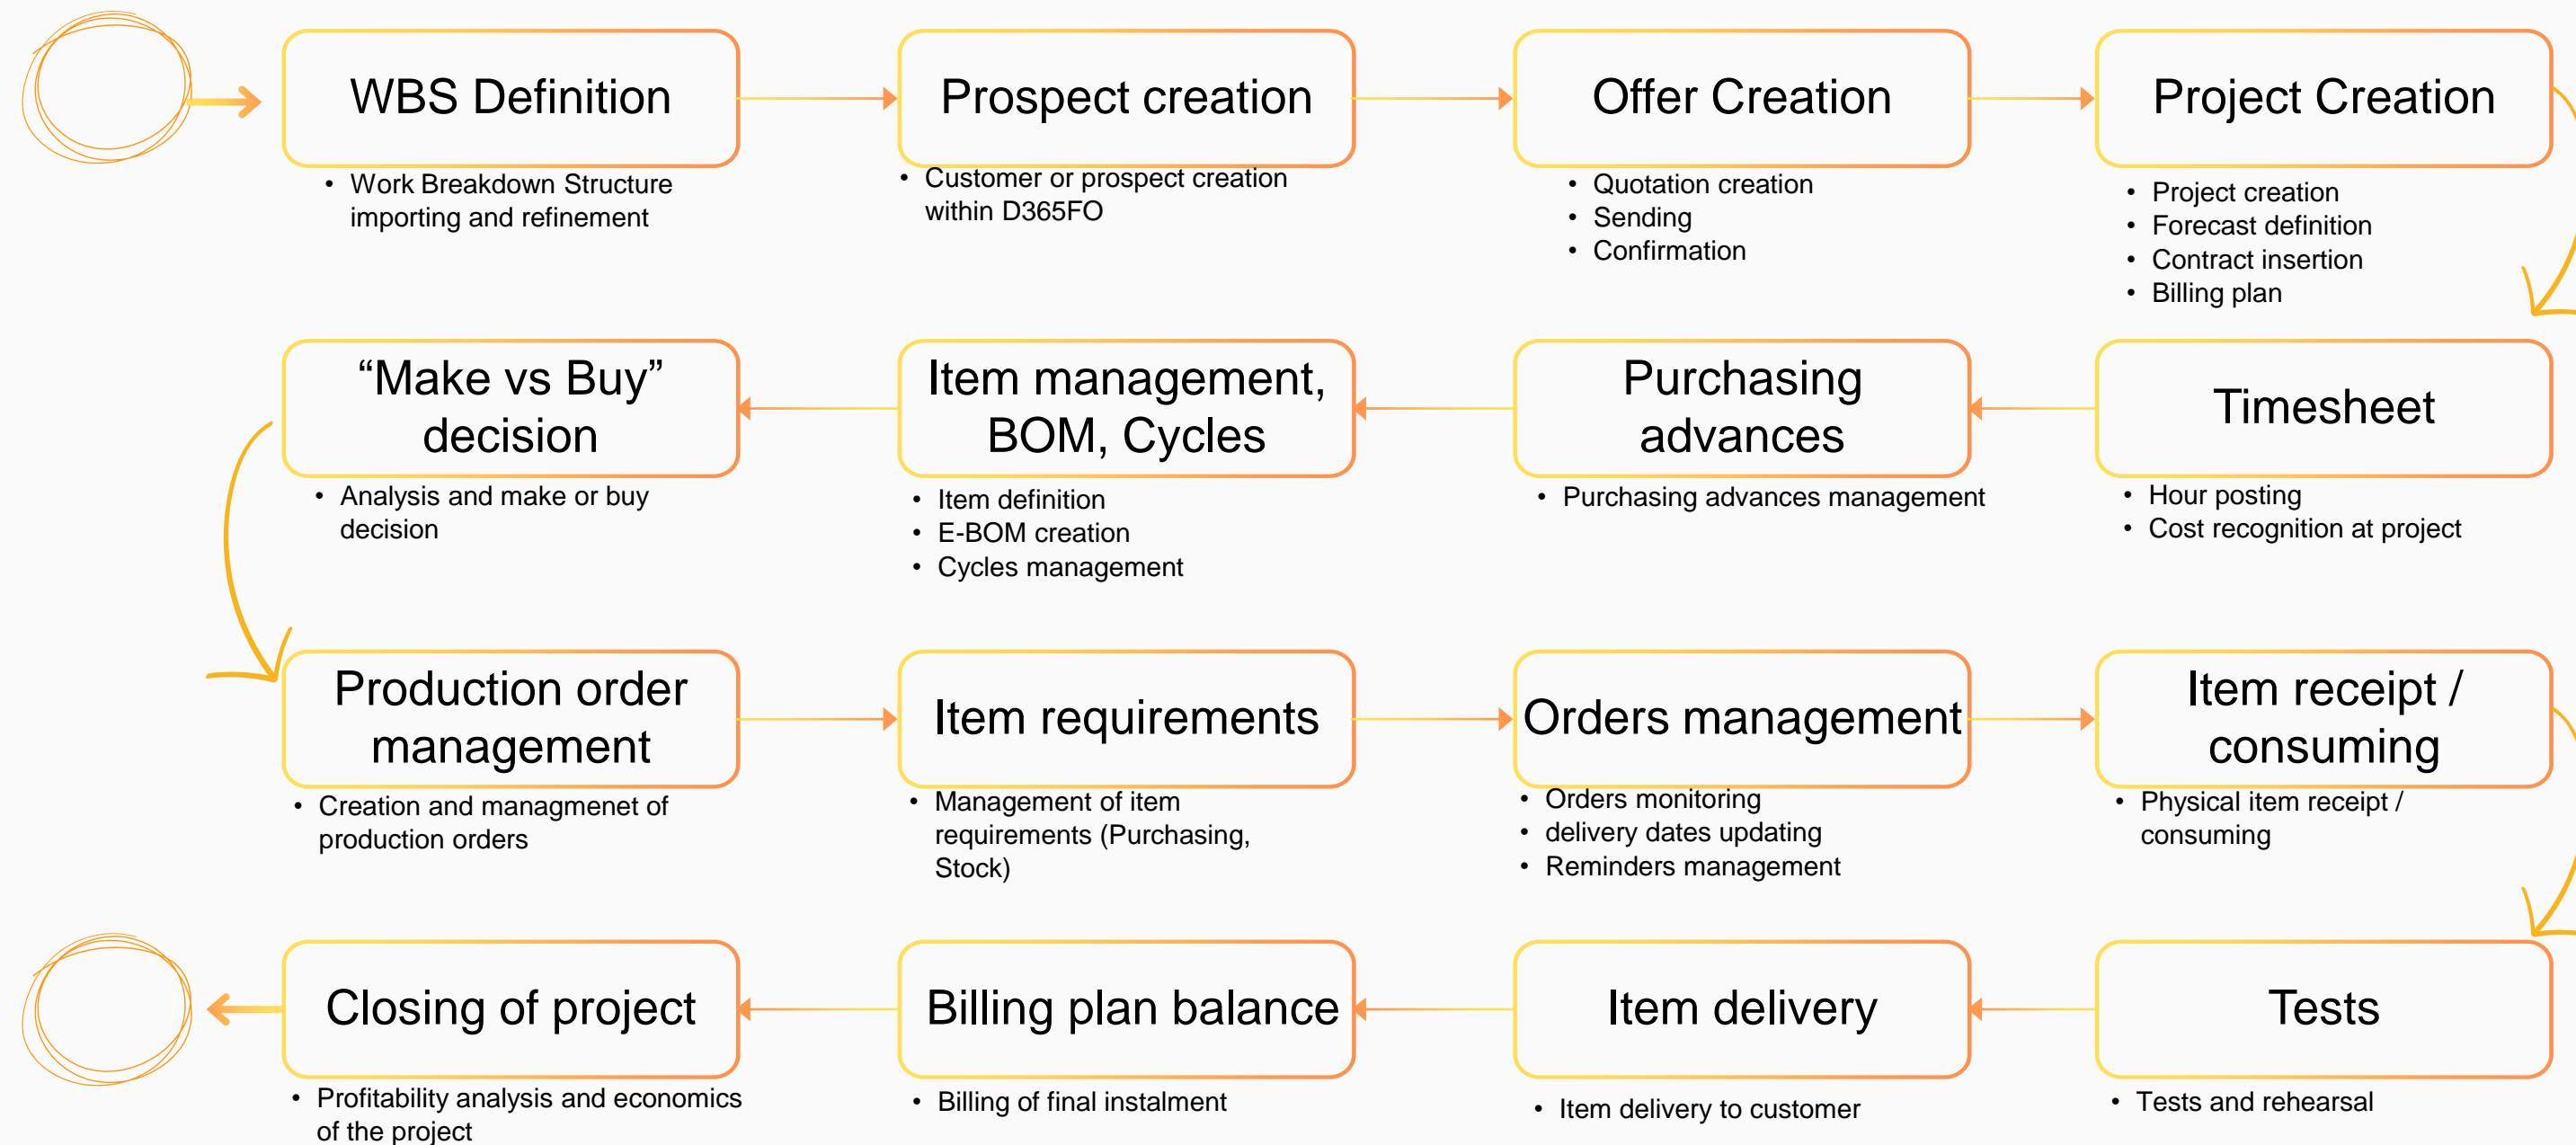 WBS Definition
• Work Breakdown Structure
importing and refinement
Prospect creation
• Customer or prospect creation
within D365FO
Offer Creation
• Quotation creation
• Sending
• Confirmation
Project Creation
• Project creation
• Forecast definition
• Contract insertion
• Billing plan
“Make vs Buy”
decision
• Analysis and make or buy
decision
Item management,
BOM, Cycles
• Item definition
• E-BOM creation
• Cycles management
Purchasing
advances
• Purchasing advances management
Timesheet
• Hour posting
• Cost recognition at project
Production order
management
• Creation and managmenet of
production orders
Item requirements
• Management of item
requirements (Purchasing,
Stock)
Orders management
• Orders monitoring
• delivery dates updating
• Reminders management
Item receipt /
consuming
• Physical item receipt /
consuming
Closing of project
• Profitability analysis and economics
of the project
Billing plan balance
• Billing of final instalment
Item delivery
• Item delivery to customer
Tests
• Tests and rehearsal